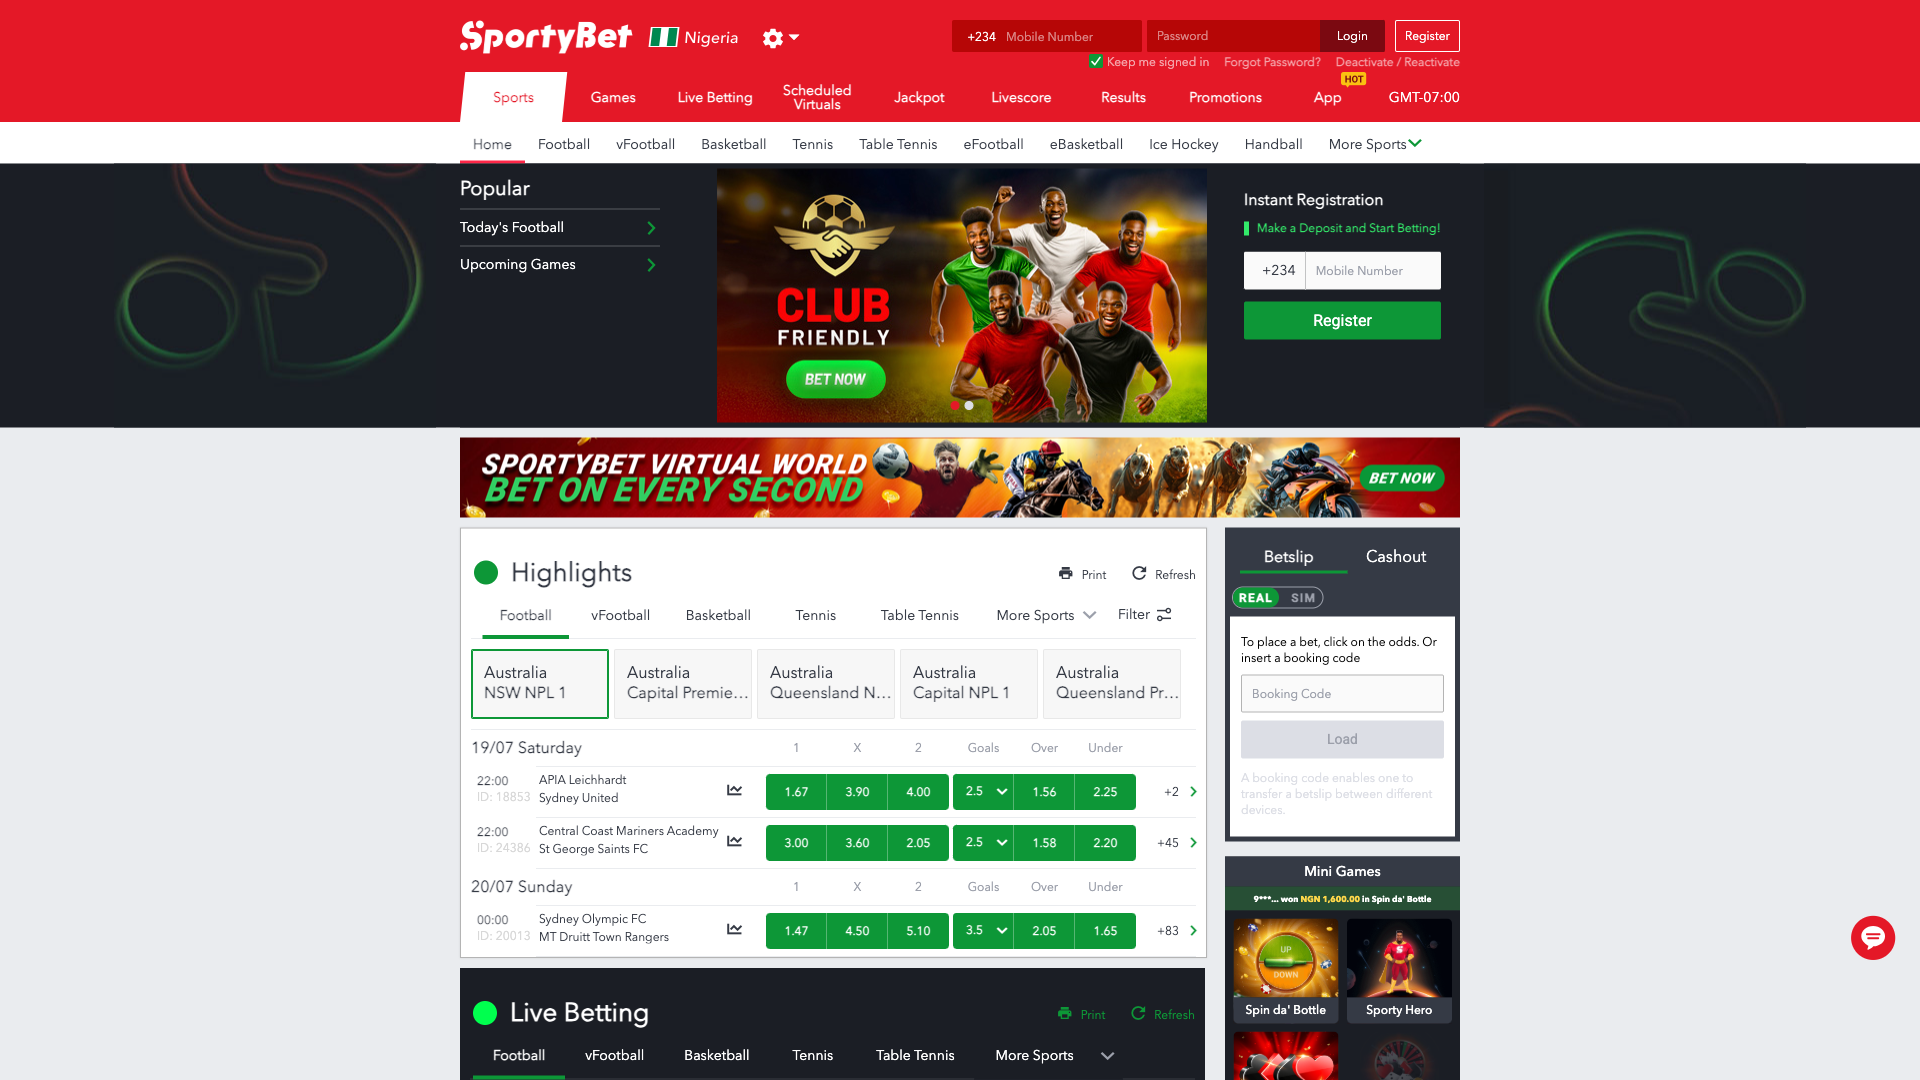 SportyBet
Nigeria
+234 Mobile Number
Password
Login
Register
Keep me signed in
Forgot Password?
Deactivate / Reactivate
HOT
Sports
Games
Live Betting
Scheduled
Virtuals
Jackpot
Livescore
Results
Promotions
App
GMT-07:00
Home
Football
vFootball
Basketball
Tennis
Table Tennis
eFootball
eBasketball
Ice Hockey
Handball
More Sports
Popular
Today's Football
Upcoming Games
CLUB
FRIENDLY
BET NOW
Instant Registration
Make a Deposit and Start Betting!
+234 Mobile Number
Register
SPORTYBET VIRTUAL WORLD
BET ON EVERY SECOND
BET NOW
Highlights
Print
Refresh
Football
vFootball
Basketball
Tennis
Table Tennis
More Sports
Filter
Australia
NSW NPL 1
Australia
Capital Premie...
Australia
Queensland N...
Australia
Capital NPL 1
Australia
Queensland Pr...
19/07 Saturday 1 X 2 Goals Over Under
22:00 APIA Leichhardt
ID: 18853 Sydney United
1.67 3.90 4.00 2.5 1.56 2.25 +2
22:00 Central Coast Mariners Academy
ID: 24386 St George Saints FC
3.00 3.60 2.05 2.5 1.58 2.20 +45
20/07 Sunday 1 X 2 Goals Over Under
00:00 Sydney Olympic FC
ID: 20013 MT Druitt Town Rangers
1.47 4.50 5.10 3.5 2.05 1.65 +83
Live Betting
Print
Refresh
Football
vFootball
Basketball
Tennis
Table Tennis
More Sports
Betslip
Cashout
REAL SIM
To place a bet, click on the odds. Or
insert a booking code
Booking Code
Load
A booking code enables one to
transfer a betslip between different
devices.
Mini Games
9***... won NGN 1,600.00 in Spin da' Bottle
UP
DOWN
Spin da' Bottle
Sporty Hero